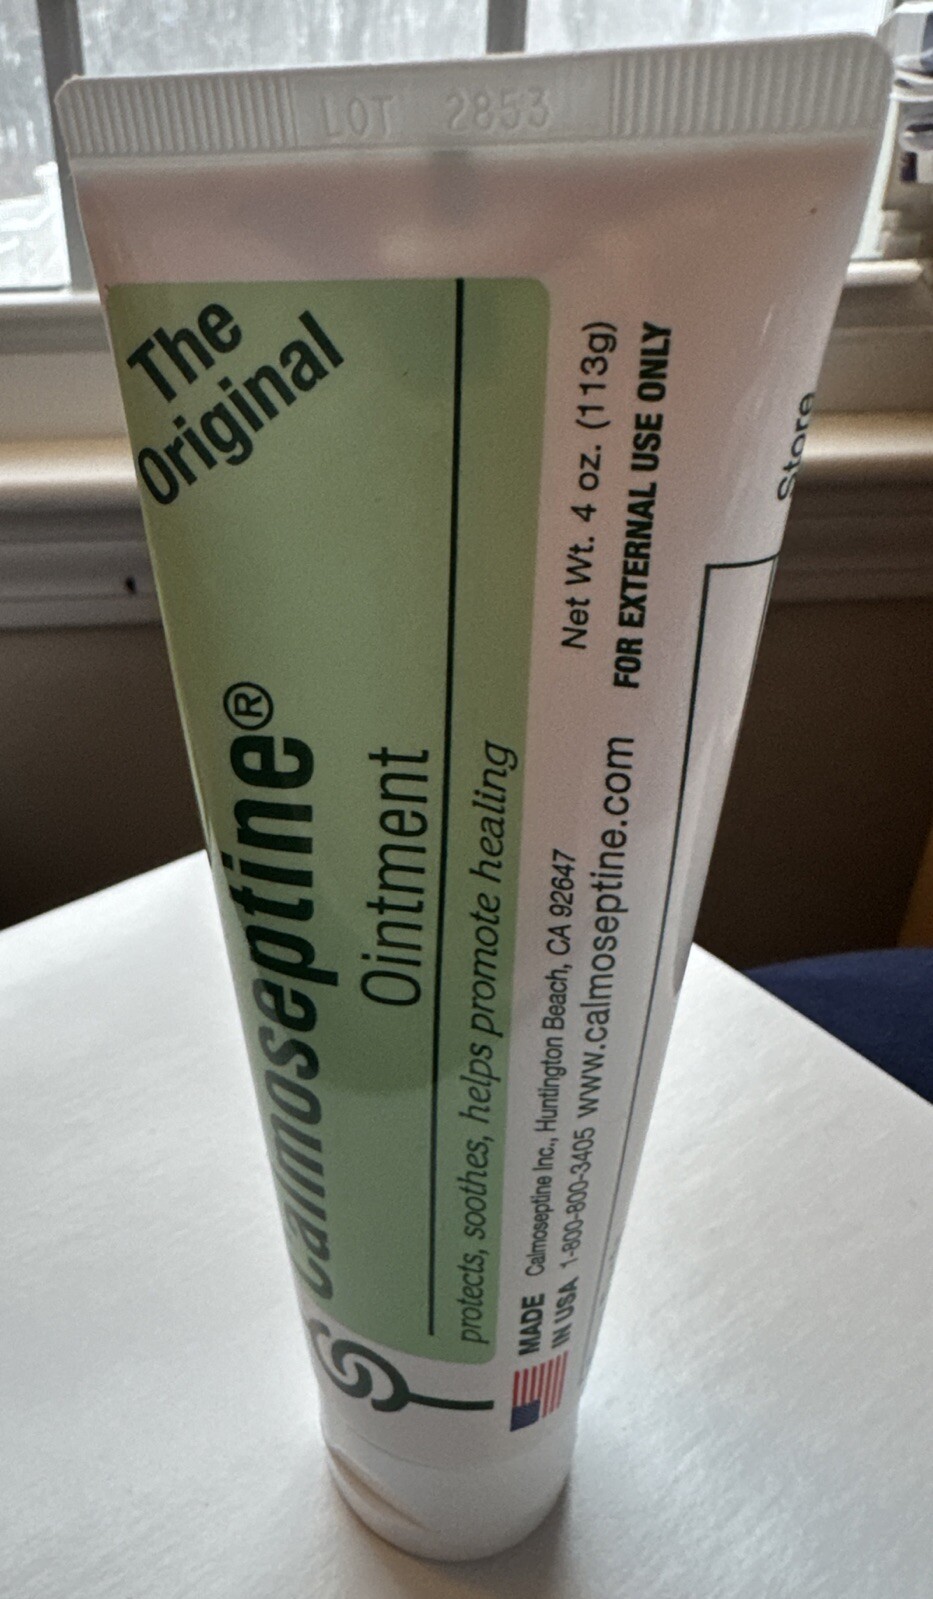 LOT 2853
The
Original
Calmoseptine®
Ointment
protects, soothes, helps promote healing
Net Wt. 4 oz. (113g)
FOR EXTERNAL USE ONLY
MADE
IN USA
Calmoseptine Inc., Huntington Beach, CA 92647
1-800-800-3405 www.calmoseptine.com
Store